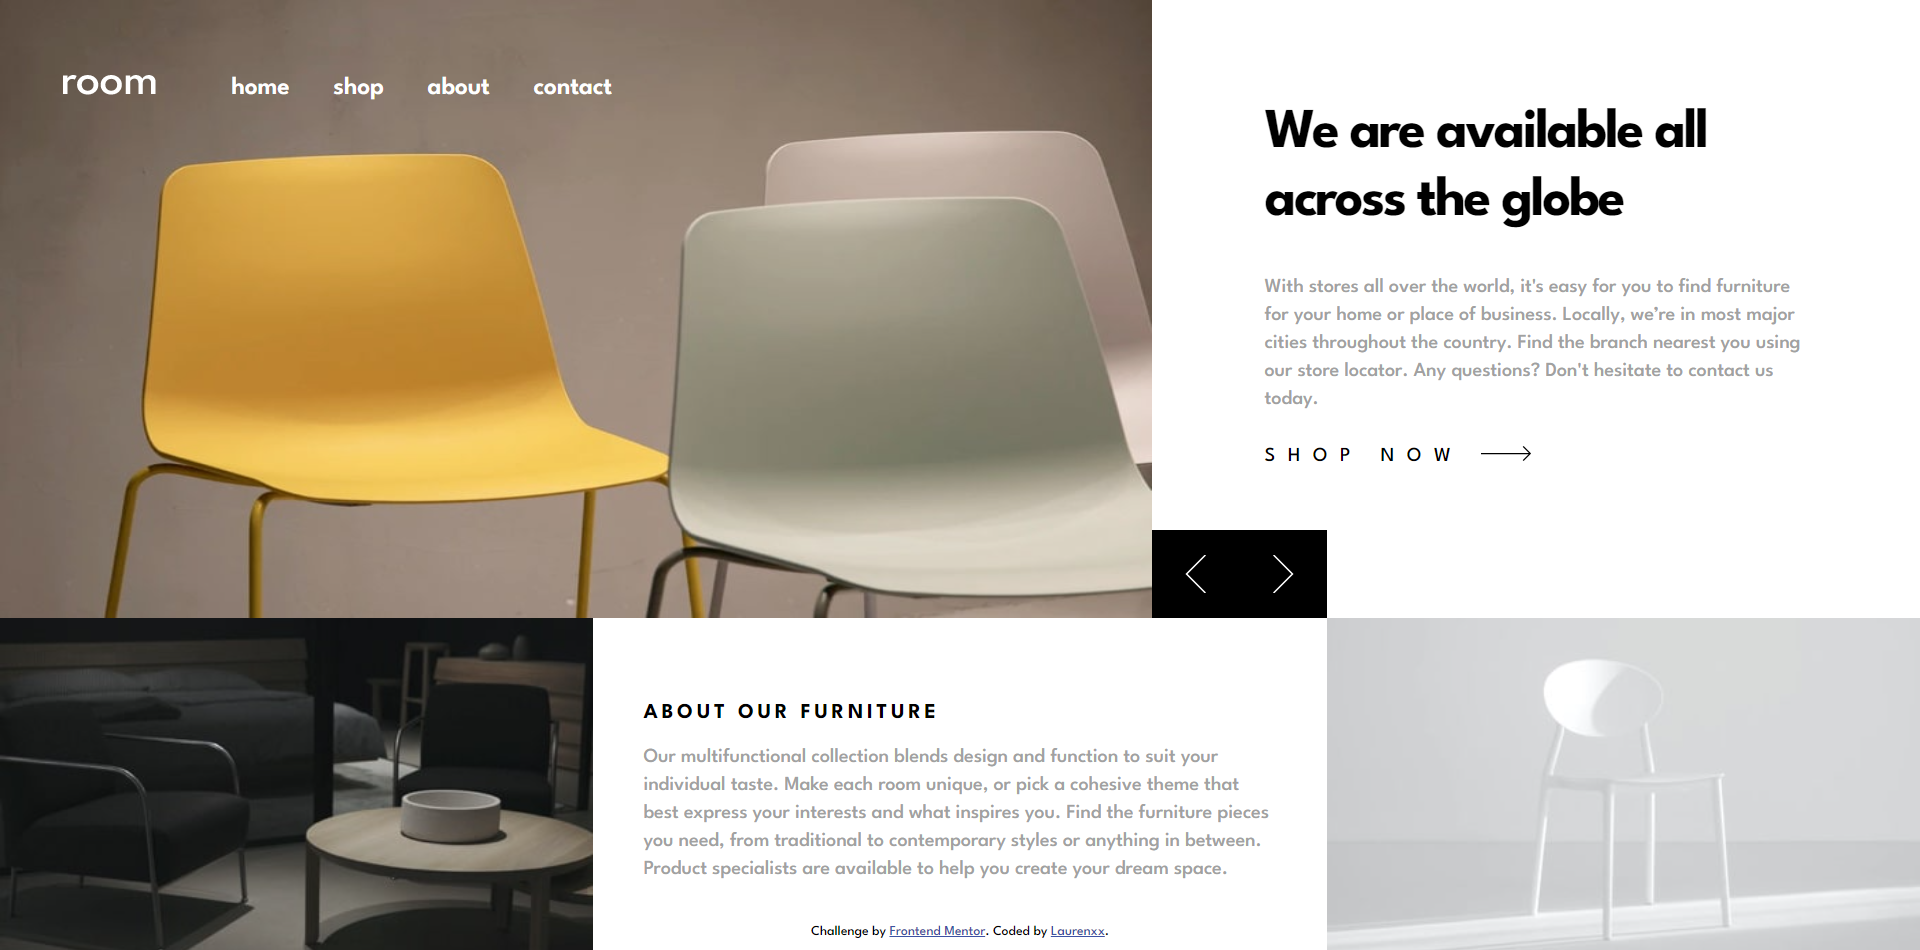 room
home shop about contact
We are available all
across the globe
With stores all over the world, it's easy for you to find furniture
for your home or place of business. Locally, we’re in most major
cities throughout the country. Find the branch nearest you using
our store locator. Any questions? Don't hesitate to contact us
today.
SHOP NOW
ABOUT OUR FURNITURE
Our multifunctional collection blends design and function to suit your
individual taste. Make each room unique, or pick a cohesive theme that
best express your interests and what inspires you. Find the furniture pieces
you need, from traditional to contemporary styles or anything in between.
Product specialists are available to help you create your dream space.
Challenge by Frontend Mentor. Coded by Laurenxx.